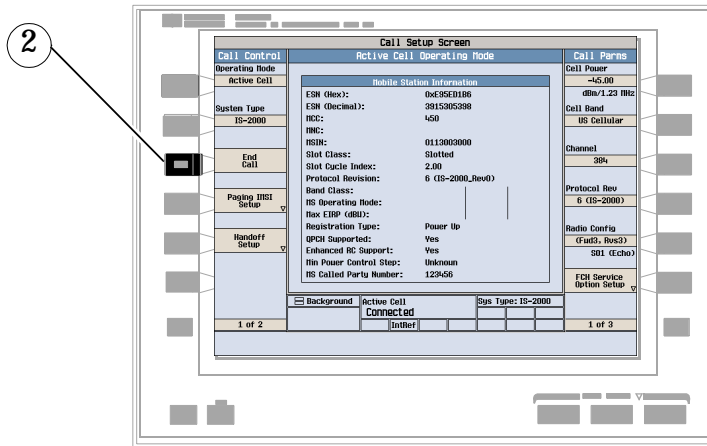 2
Call Setup Screen
Call Control
Active Cell Operating Mode
Call Parms
Operating Mode
Active Cell
System Type
IS-2000
End
Call
Paging IMSI
Setup
Handoff
Setup
1 of 2
Mobile Station Information
ESN (Hex): 0xE95ED1B6
ESN (Decimal): 3915305398
MCC: 450
MNC:
MSIN: 0113003000
Slot Class: Slotted
Slot Cycle Index: 2.00
Protocol Revision: 6 (IS-2000_Rev0)
Band Class:
MS Operating Mode:
Max EIRP (dBW):
Registration Type: Power Up
QPCH Supported: Yes
Enhanced RC Support: Yes
Min Power Control Step: Unknown
MS Called Party Number: 123456
Background
Active Cell
Sys Type: IS-2000
Connected
IntRef
Cell Power
-45.00
dBm/1.23 MHz
Cell Band
US Cellular
Channel
384
Protocol Rev
6 (IS-2000)
Radio Config
(Fwd3, Rvs3)
SO1 (Echo)
FCH Service
Option Setup
1 of 3